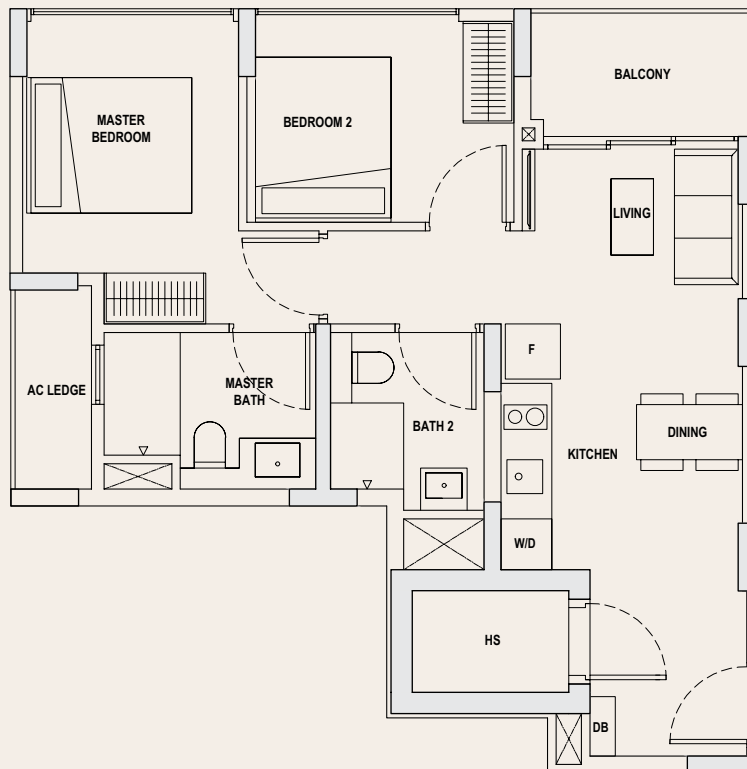 BALCONY
MASTER
BEDROOM
BEDROOM 2
LIVING
F
AC LEDGE
MASTER
BATH
BATH 2
DINING
KITCHEN
W/D
HS
DB